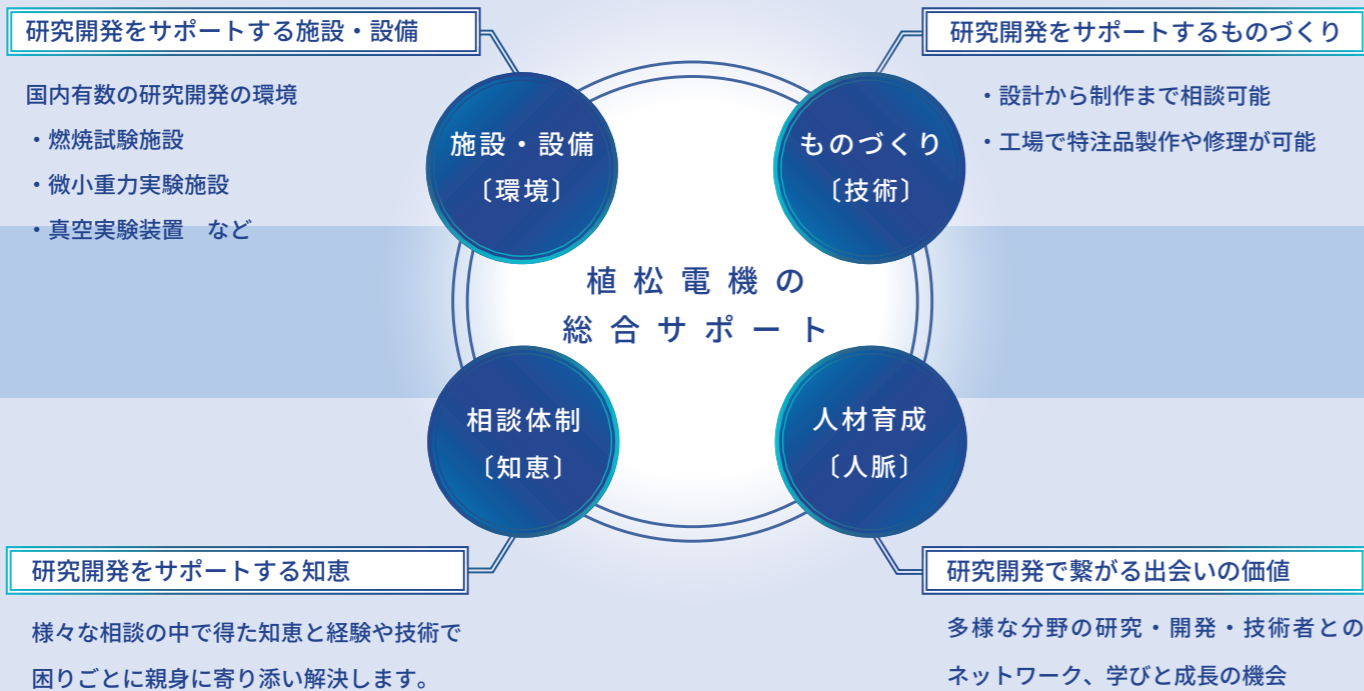 研究開発をサポートする施設・設備
国内有数の研究開発の環境
・燃焼試験施設
・微小重力実験施設
・真空実験装置　など
施設・設備
〔環境〕
研究開発をサポートするものづくり
・設計から制作まで相談可能
・工場で特注品製作や修理が可能
ものづくり
〔技術〕
植松電機の
総合サポート
相談体制
〔知恵〕
研究開発をサポートする知恵
様々な相談の中で得た知恵と経験や技術で
困りごとに親身に寄り添い解決します。
人材育成
〔人脈〕
研究開発で繋がる出会いの価値
多様な分野の研究・開発・技術者との
ネットワーク、学びと成長の機会